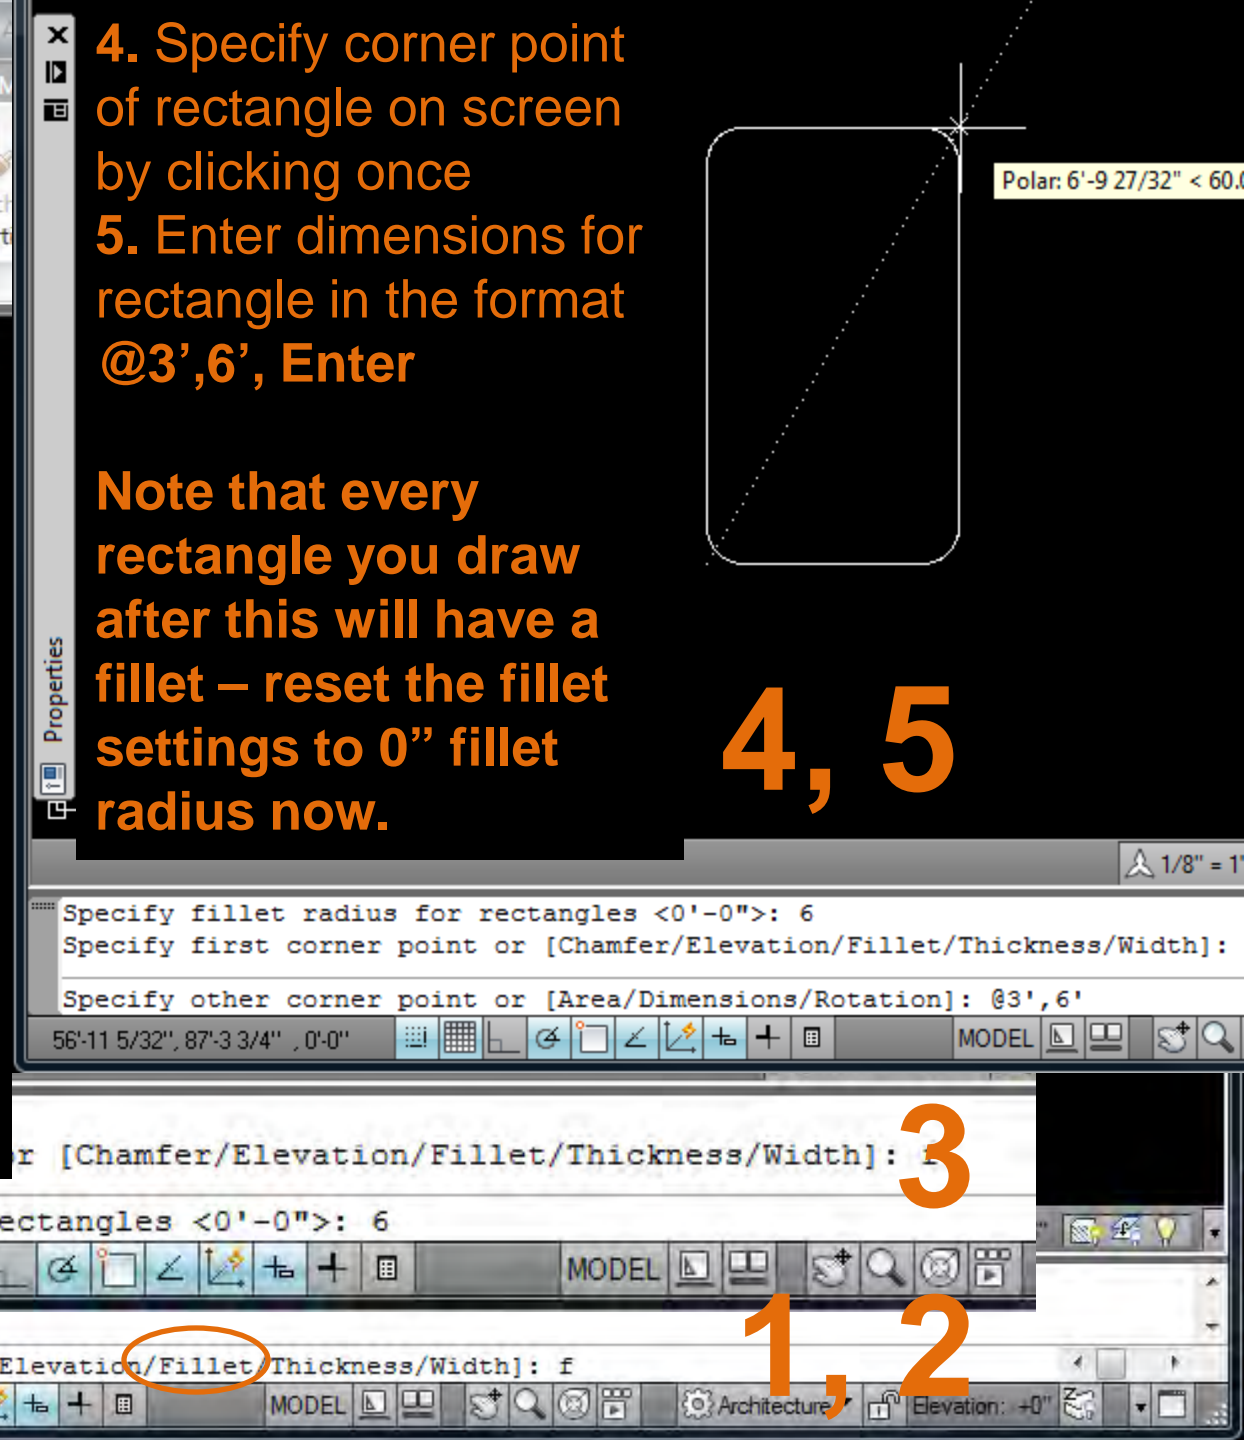 4. Specify corner point
of rectangle on screen
by clicking once
5. Enter dimensions for
rectangle in the format
@3’,6’, Enter
Note that every
rectangle you draw
after this will have a
fillet – reset the fillet
settings to 0” fillet
radius now.
Properties
Polar: 6'-9 27/32" < 60.0
4, 5
1/8" = 1'
Specify fillet radius for rectangles <0'-0">: 6
Specify first corner point or [Chamfer/Elevation/Fillet/Thickness/Width]:
Specify other corner point or [Area/Dimensions/Rotation]: @3',6'
56'-11 5/32", 87'-3 3/4" , 0'-0"
MODEL
3
r [Chamfer/Elevation/Fillet/Thickness/Width]: f
ectangles <0'-0">: 6
MODEL
1, 2
Elevation/Fillet/Thickness/Width]: f
MODEL
Architecture
Elevation: +0"